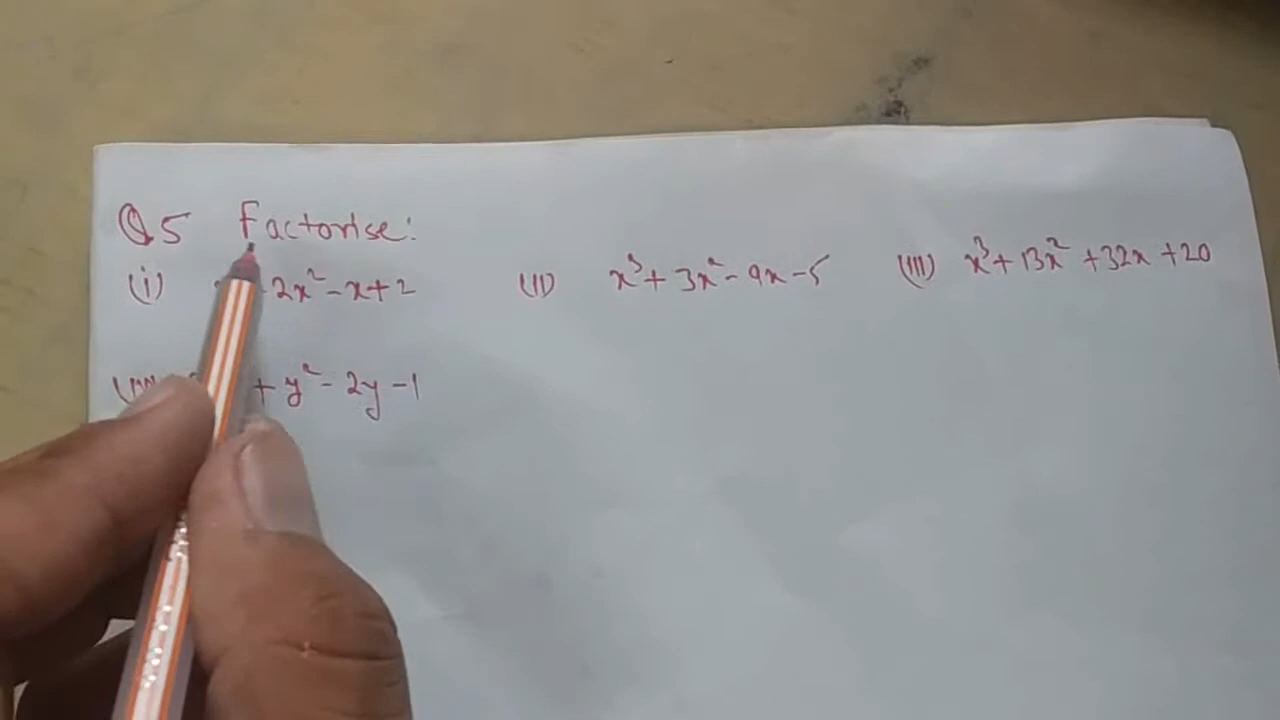 Q5 Factorise:
(i) 2x² - x + 2 (II) x³ + 3x² - 9x - 5 (III) x³ + 13x² + 32x + 20
+ y² - 2y - 1